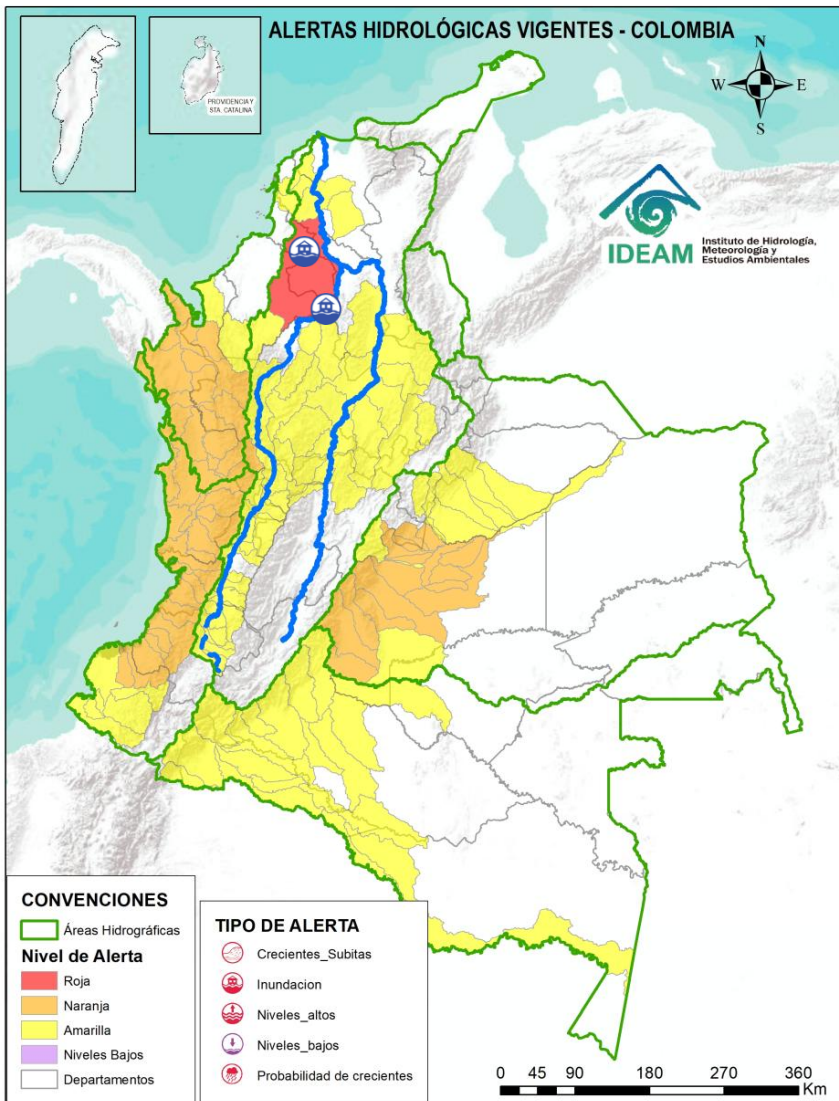 ALERTAS HIDROLÓGICAS VIGENTES - COLOMBIA
PROVIDENCIA Y
STA. CATALINA
N
W
E
S
IDEAM
Instituto de Hidrología,
Meteorología y
Estudios Ambientales
CONVENCIONES
Áreas Hidrográficas
Nivel de Alerta
Roja
Naranja
Amarilla
Niveles Bajos
Departamentos
TIPO DE ALERTA
Crecientes_Subitas
Inundacion
Niveles_altos
Niveles_bajos
Probabilidad de crecientes
0 45 90 180 270 360
Km